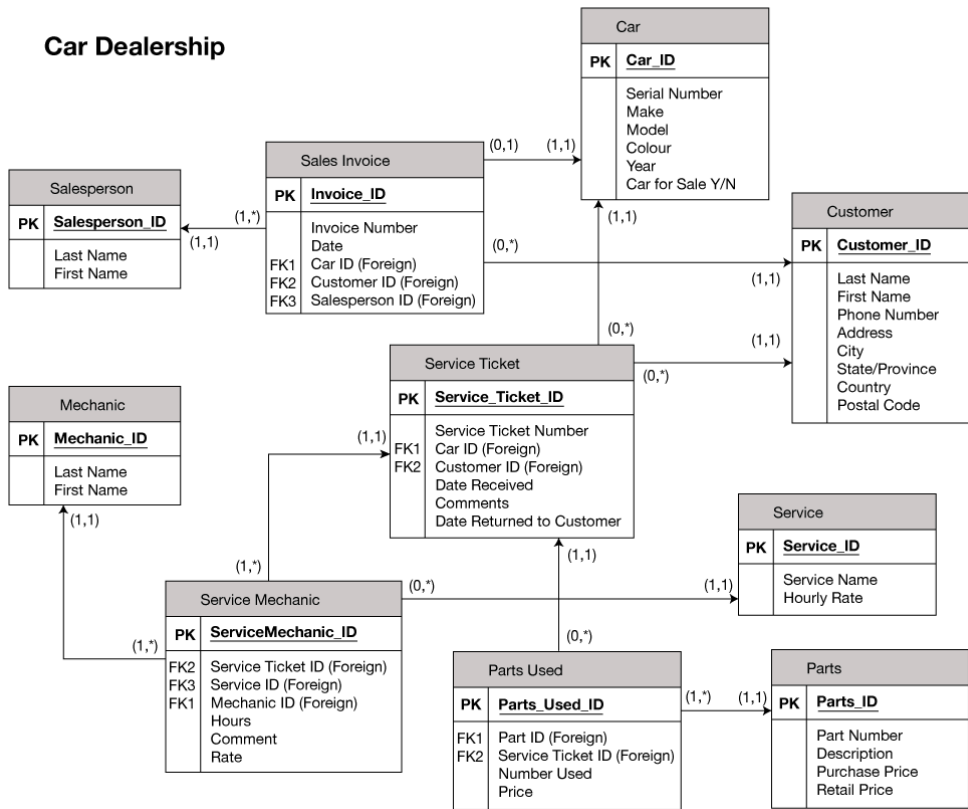 Car Dealership
Car
PK Car_ID
Serial Number
Make
Model
Colour
Year
Car for Sale Y/N
(0,1) (1,1)
(1,1)
Sales Invoice
PK Invoice_ID
Invoice Number
Date
FK1 Car ID (Foreign)
FK2 Customer ID (Foreign)
FK3 Salesperson ID (Foreign)
Salesperson
PK Salesperson_ID
Last Name
First Name
(1,*)
(1,1)
(0,*)
(1,1)
Customer
PK Customer_ID
Last Name
First Name
Phone Number
Address
City
State/Province
Country
Postal Code
(0,*)
(1,1)
(0,*)
Service Ticket
PK Service_Ticket_ID
Service Ticket Number
FK1 Car ID (Foreign)
FK2 Customer ID (Foreign)
Date Received
Comments
Date Returned to Customer
(1,1)
(1,1)
Mechanic
PK Mechanic_ID
Last Name
First Name
(1,1)
(1,*)
(1,*)
Service Mechanic
PK ServiceMechanic_ID
FK2 Service Ticket ID (Foreign)
FK3 Service ID (Foreign)
FK1 Mechanic ID (Foreign)
Hours
Comment
Rate
(0,*) (1,1)
Service
PK Service_ID
Service Name
Hourly Rate
(0,*)
Parts Used
PK Parts_Used_ID
FK1 Part ID (Foreign)
FK2 Service Ticket ID (Foreign)
Number Used
Price
(1,*) (1,1)
Parts
PK Parts_ID
Part Number
Description
Purchase Price
Retail Price